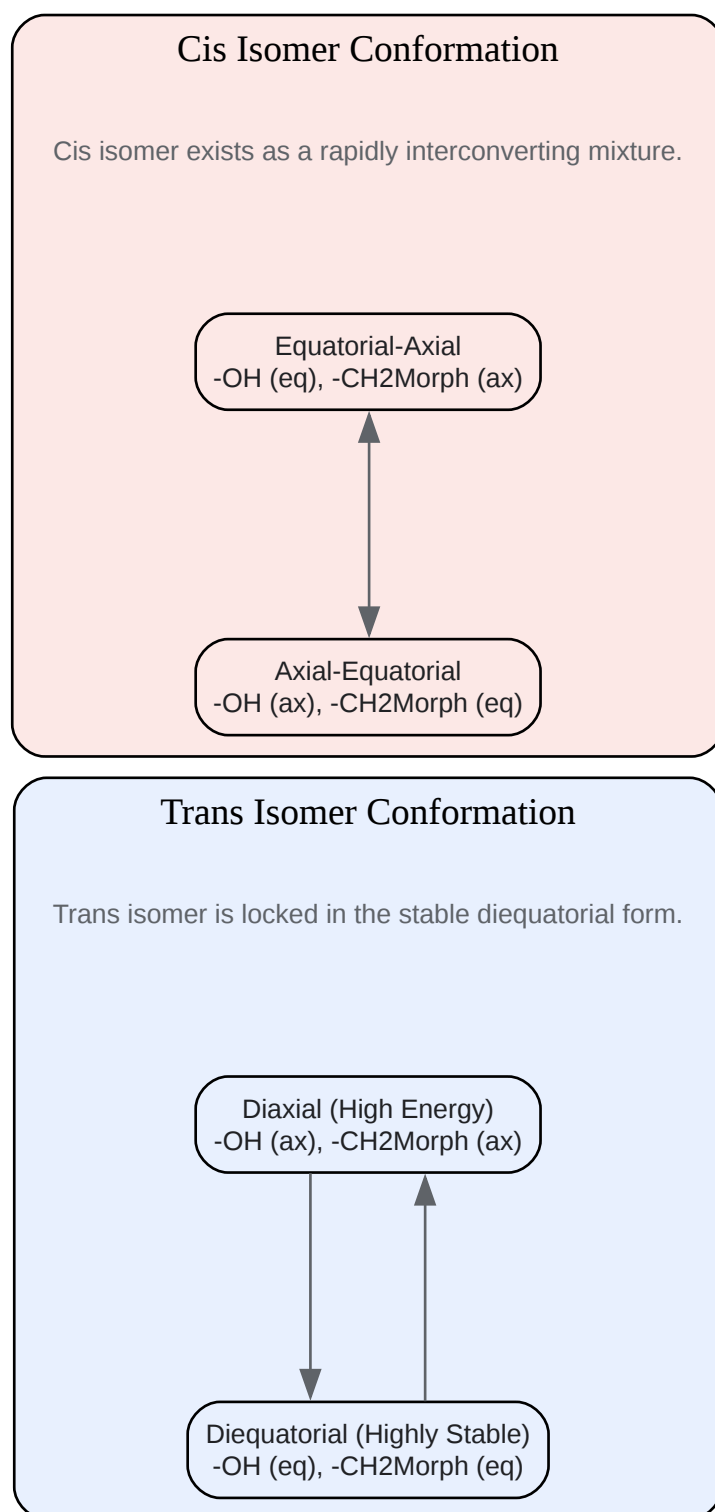 Cis Isomer Conformation
Cis isomer exists as a rapidly interconverting mixture.
Equatorial-Axial
-OH (eq), -CH2Morph (ax)
Axial-Equatorial
-OH (ax), -CH2Morph (eq)
Trans Isomer Conformation
Trans isomer is locked in the stable diequatorial form.
Diaxial (High Energy)
-OH (ax), -CH2Morph (ax)
Diequatorial (Highly Stable)
-OH (eq), -CH2Morph (eq)